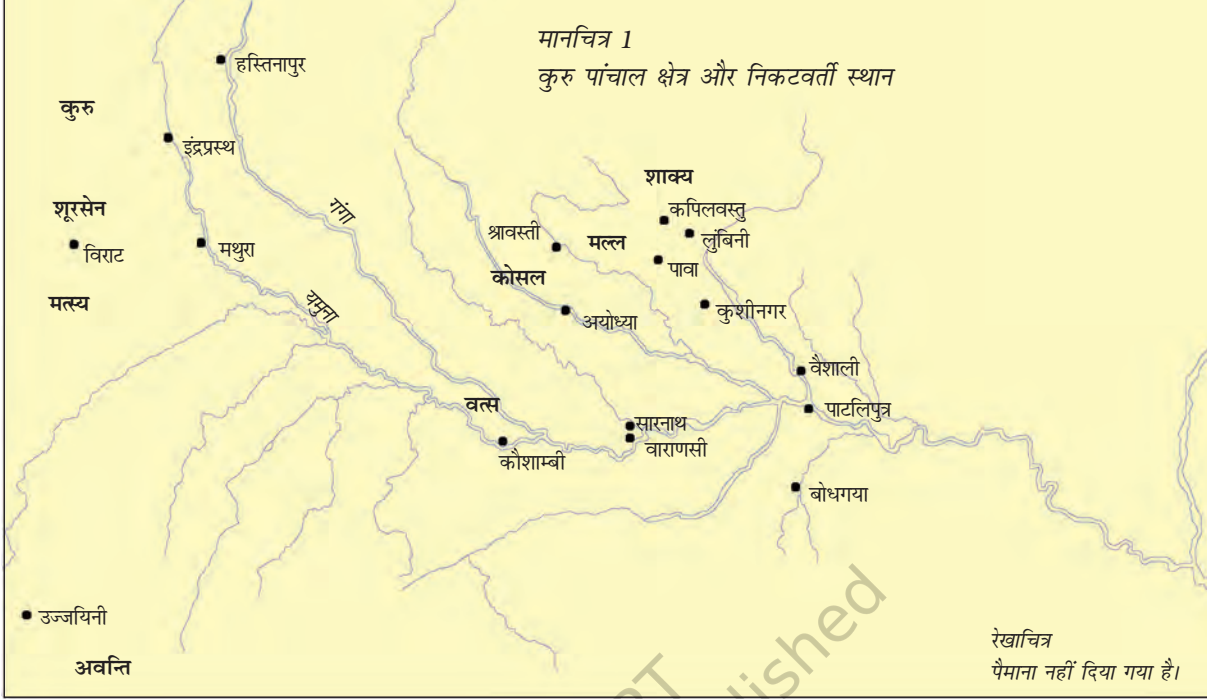 मानचित्र 1
कुरु पांचाल क्षेत्र और निकटवर्ती स्थान
हस्तिनापुर
कुरु
इंद्रप्रस्थ
शाक्य
कपिलवस्तु
शूरसेन
गंगा
श्रावस्ती
मल्ल
लुंबिनी
विराट
मथुरा
पावा
कोसल
मत्स्य
यमुना
अयोध्या
कुशीनगर
वैशाली
वत्स
पाटलिपुत्र
सारनाथ
वाराणसी
कौशाम्बी
बोधगया
उज्जयिनी
अवन्ति
रेखाचित्र
पैमाना नहीं दिया गया है।